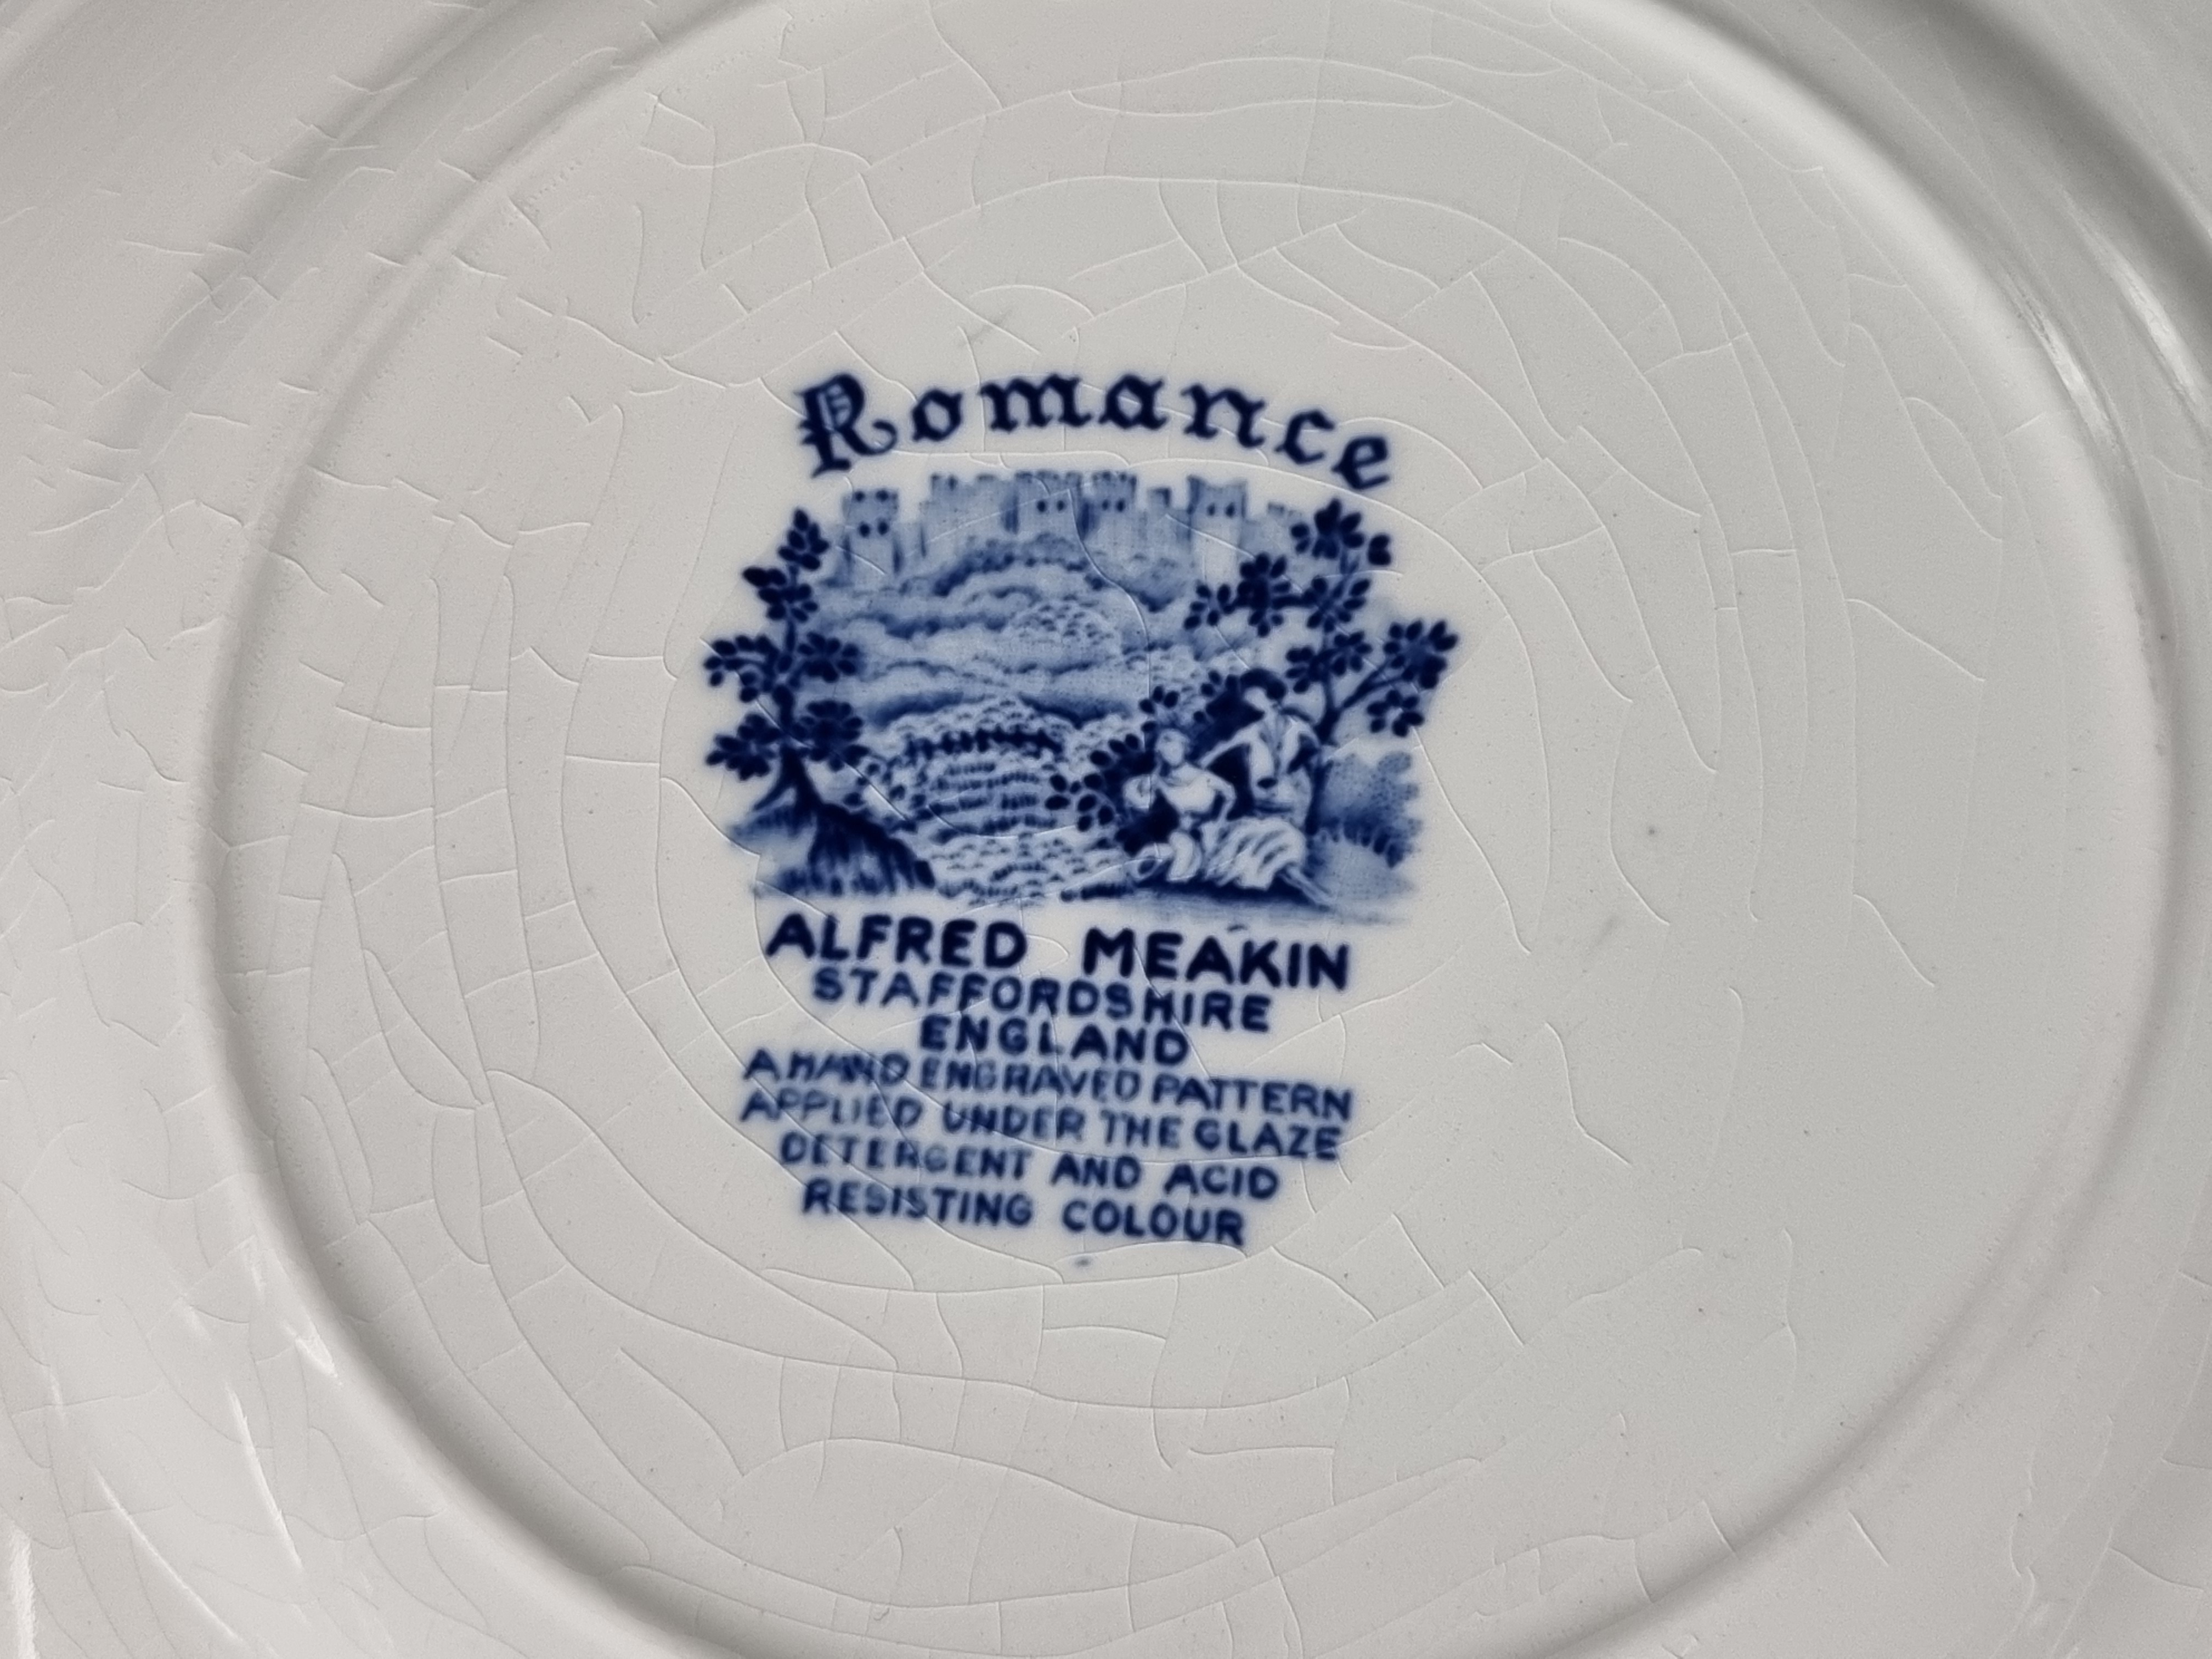 Romance
ALFRED MEAKIN
STAFFORDSHIRE
ENGLAND
A HAND ENGRAVED PATTERN
APPLIED UNDER THE GLAZE
DETERGENT AND ACID
RESISTING COLOUR